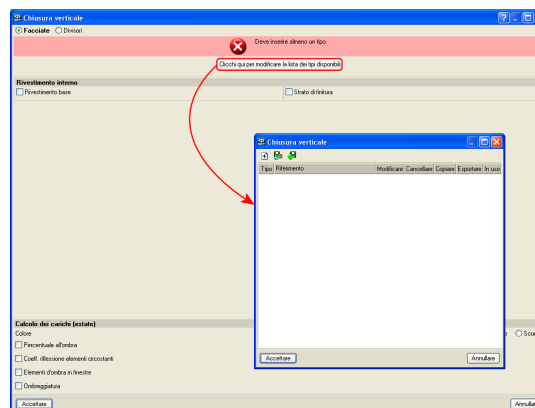 Chiusura verticale
Facciate Divisori
Deve inserire almeno un tipo.
Clicchi qui per modificare la lista dei tipi disponibili
Rivestimento interno
Rivestimento base Strato di finitura
Chiusura verticale
Tipo Riferimento Modificare Cancellare Copiare Esportare In uso
Accettare Annullare
Calcolo dei carichi (estate)
Colore
Percentuale all'ombra
Coeff. riflessione elementi circostanti
Elementi d'ombra in finestre
Ombreggiatura
Accettare Annullar